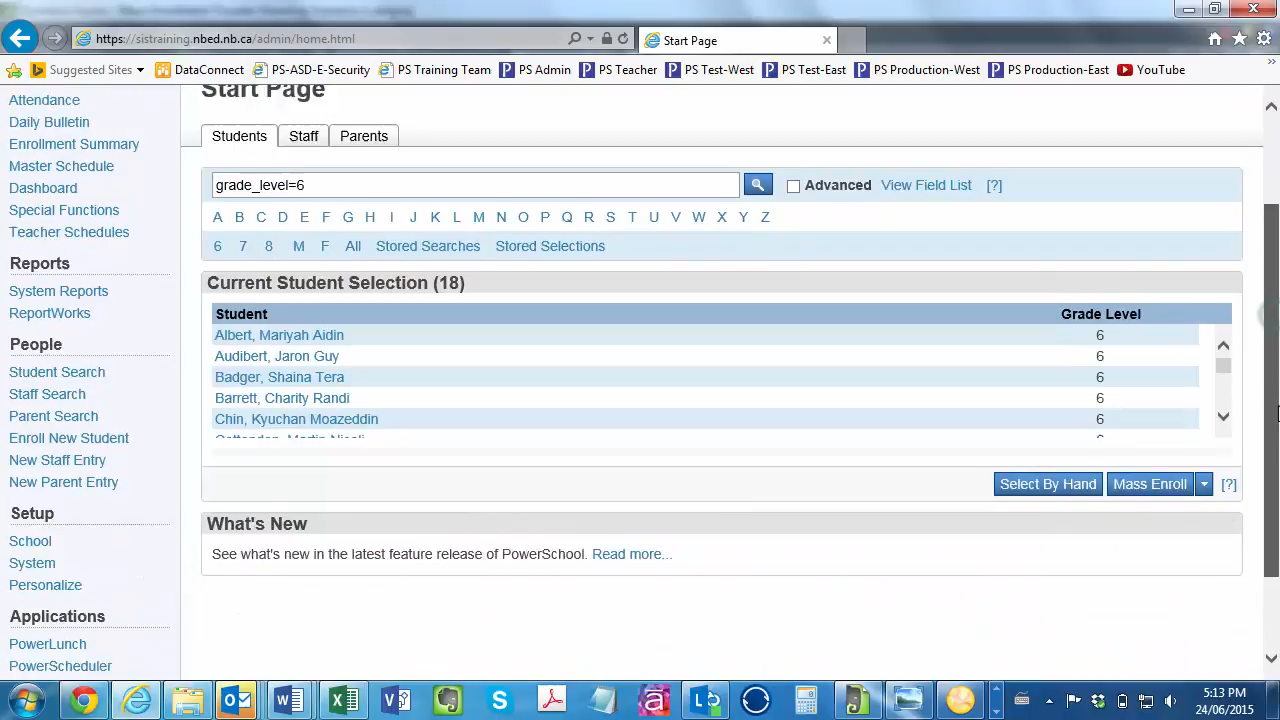 https://sistraining.nbed.nb.ca/admin/home.html
Start Page
Suggested Sites
DataConnect
PS-ASD-E-Security
PS Training Team
PS Admin
PS Teacher
PS Test-West
PS Test-East
PS Production-West
PS Production-East
YouTube
Attendance
Daily Bulletin
Enrollment Summary
Master Schedule
Dashboard
Special Functions
Teacher Schedules
Reports
System Reports
ReportWorks
People
Student Search
Staff Search
Parent Search
Enroll New Student
New Staff Entry
New Parent Entry
Setup
School
System
Personalize
Applications
PowerLunch
PowerScheduler
Start Page
Students Staff Parents
grade_level=6
Advanced View Field List [?]
A B C D E F G H I J K L M N O P Q R S T U V W X Y Z
6 7 8 M F All Stored Searches Stored Selections
Current Student Selection (18)
Student Grade Level
Albert, Mariyah Aidin 6
Audibert, Jaron Guy 6
Badger, Shaina Tera 6
Barrett, Charity Randi 6
Chin, Kyuchan Moazeddin 6
Select By Hand Mass Enroll [?]
What's New
See what's new in the latest feature release of PowerSchool. Read more...
5:13 PM
24/06/2015